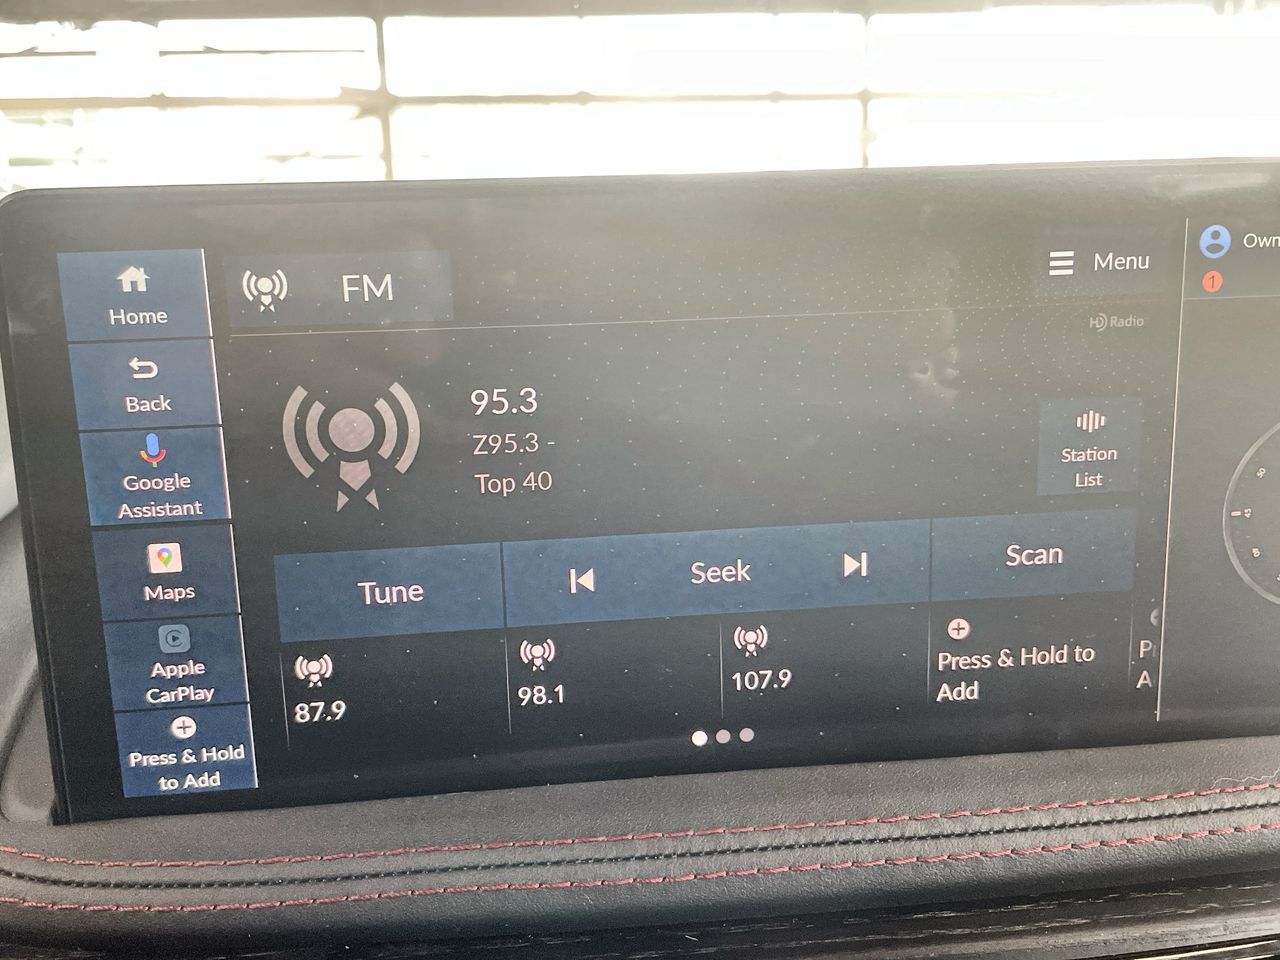 Home
Back
Google
Assistant
Maps
Apple
CarPlay
Press & Hold
to Add
FM
Menu
HD Radio
95.3
Z95.3 -
Top 40
Station
List
Tune
Seek
Scan
87.9
98.1
107.9
Press & Hold to
Add
1